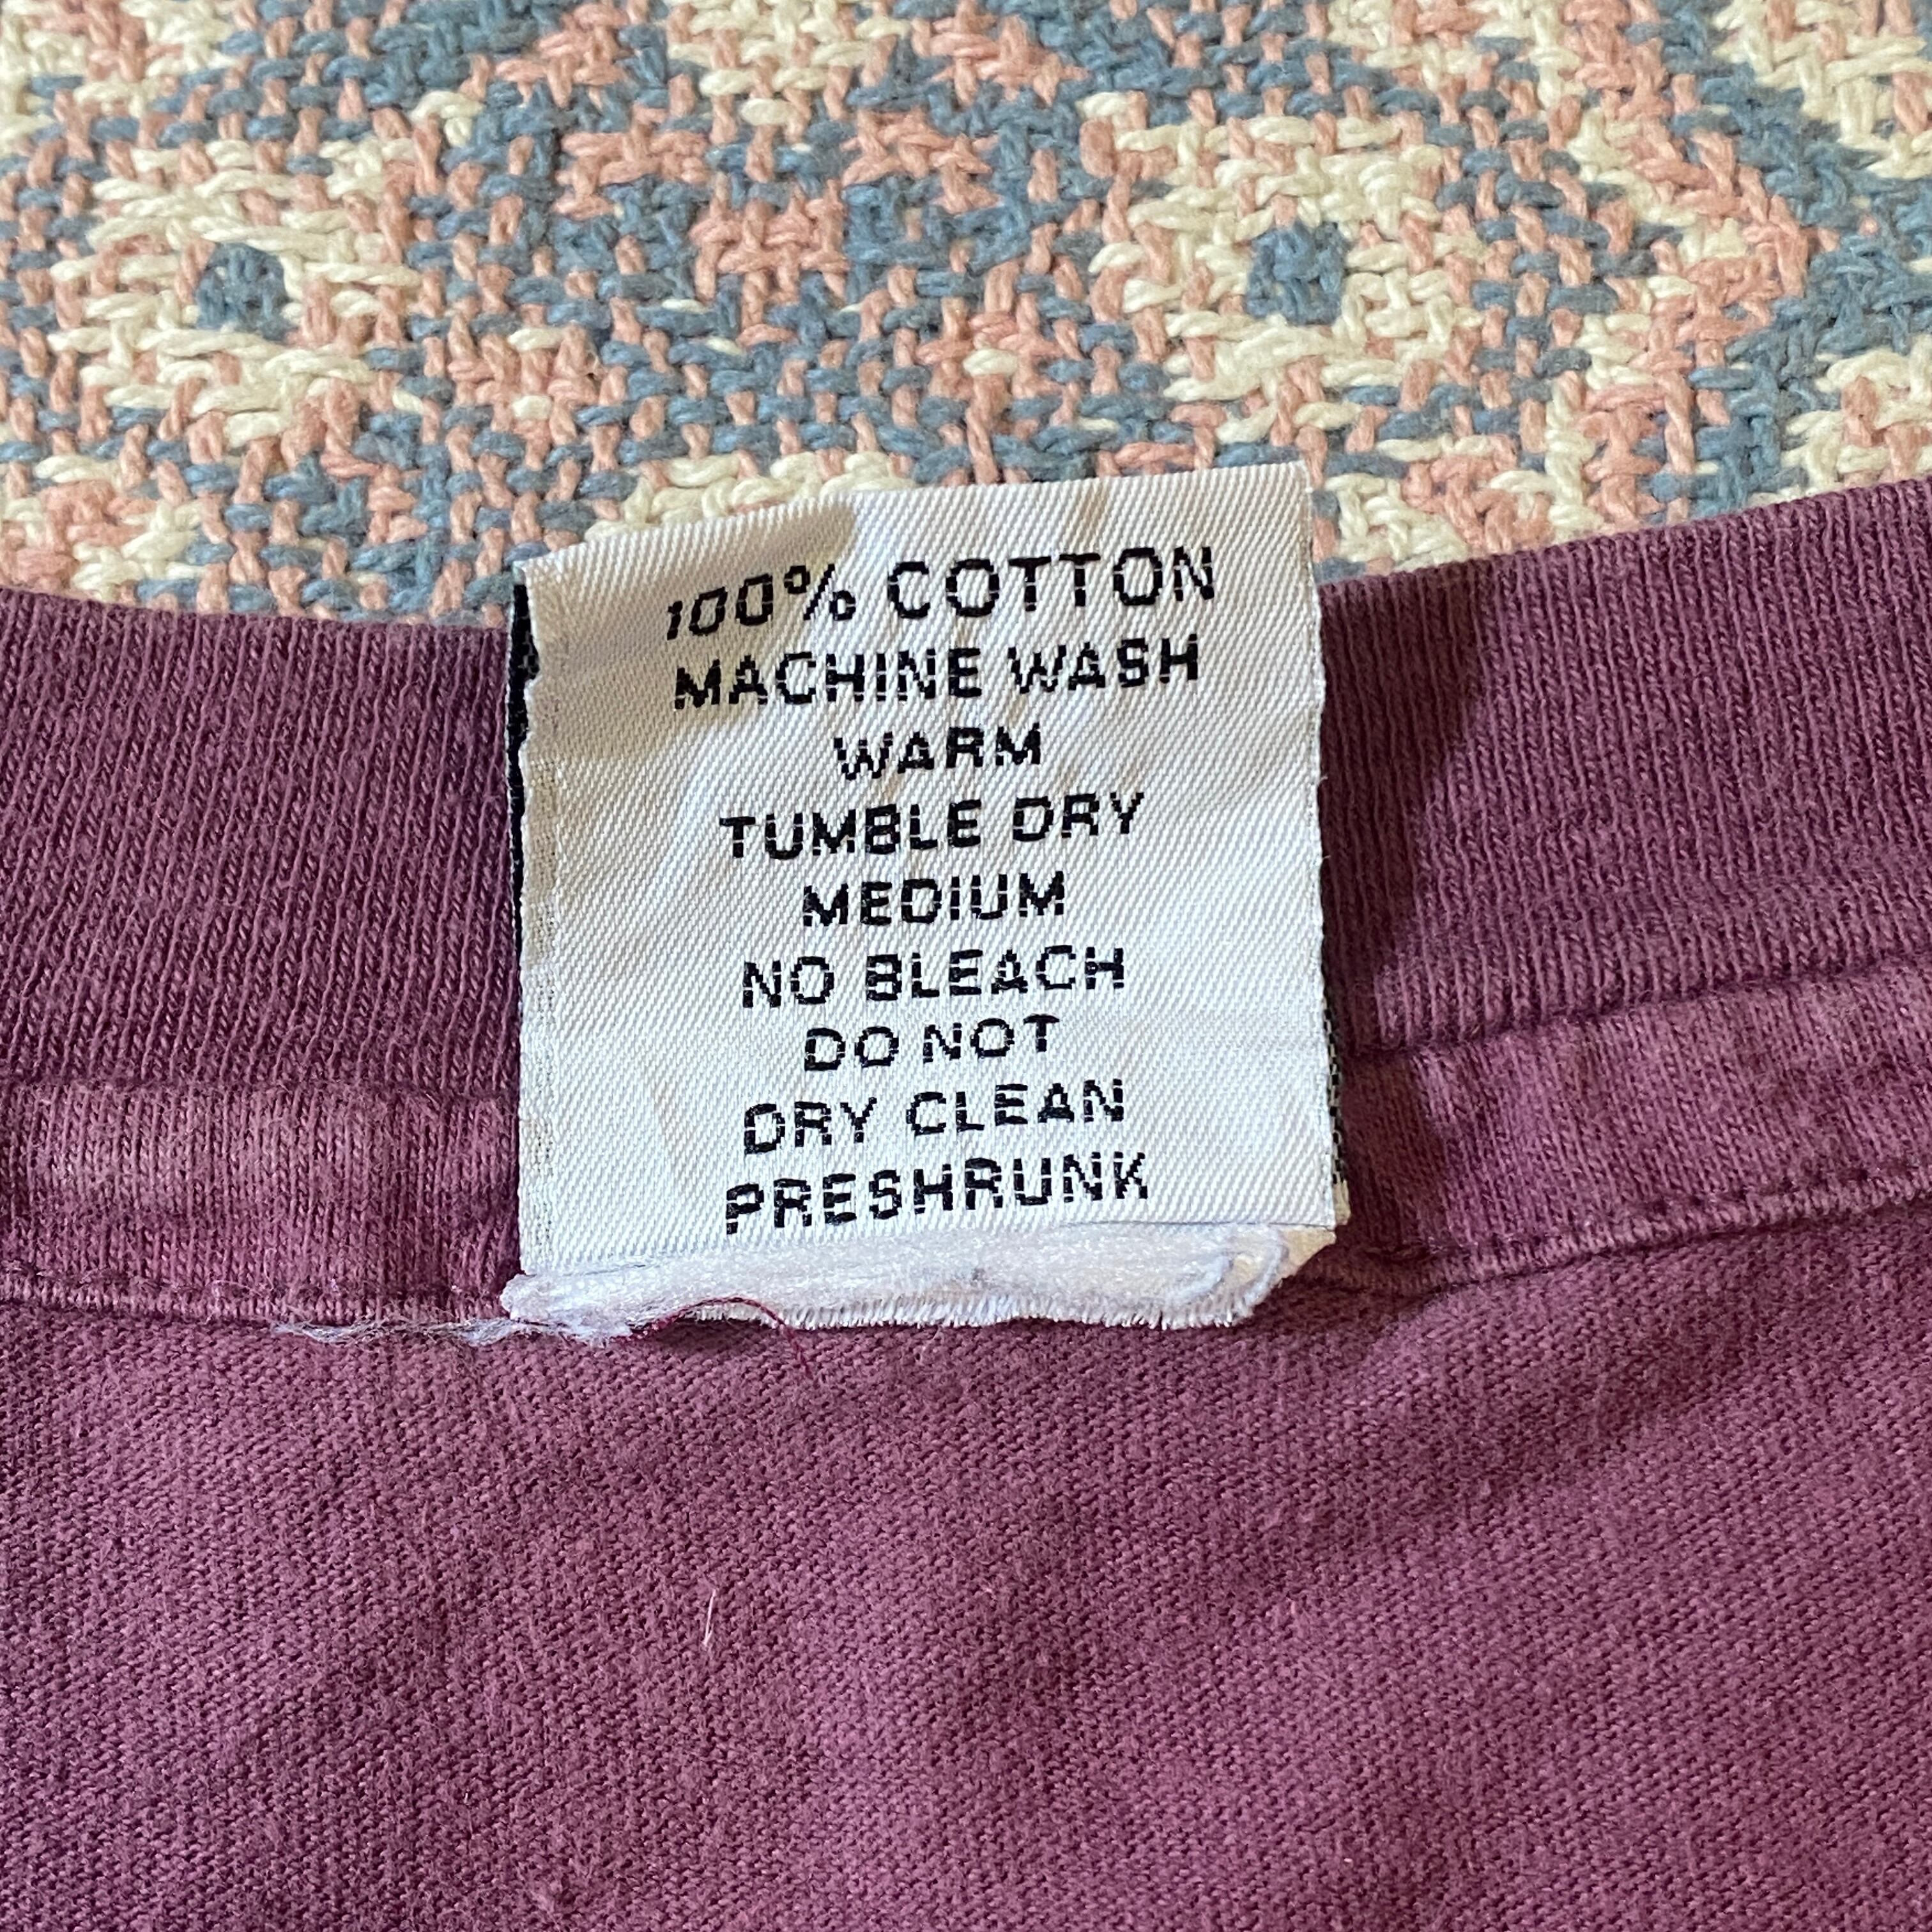 100% COTTON
MACHINE WASH
WARM
TUMBLE DRY
MEDIUM
NO BLEACH
DO NOT
DRY CLEAN
PRESHRUNK